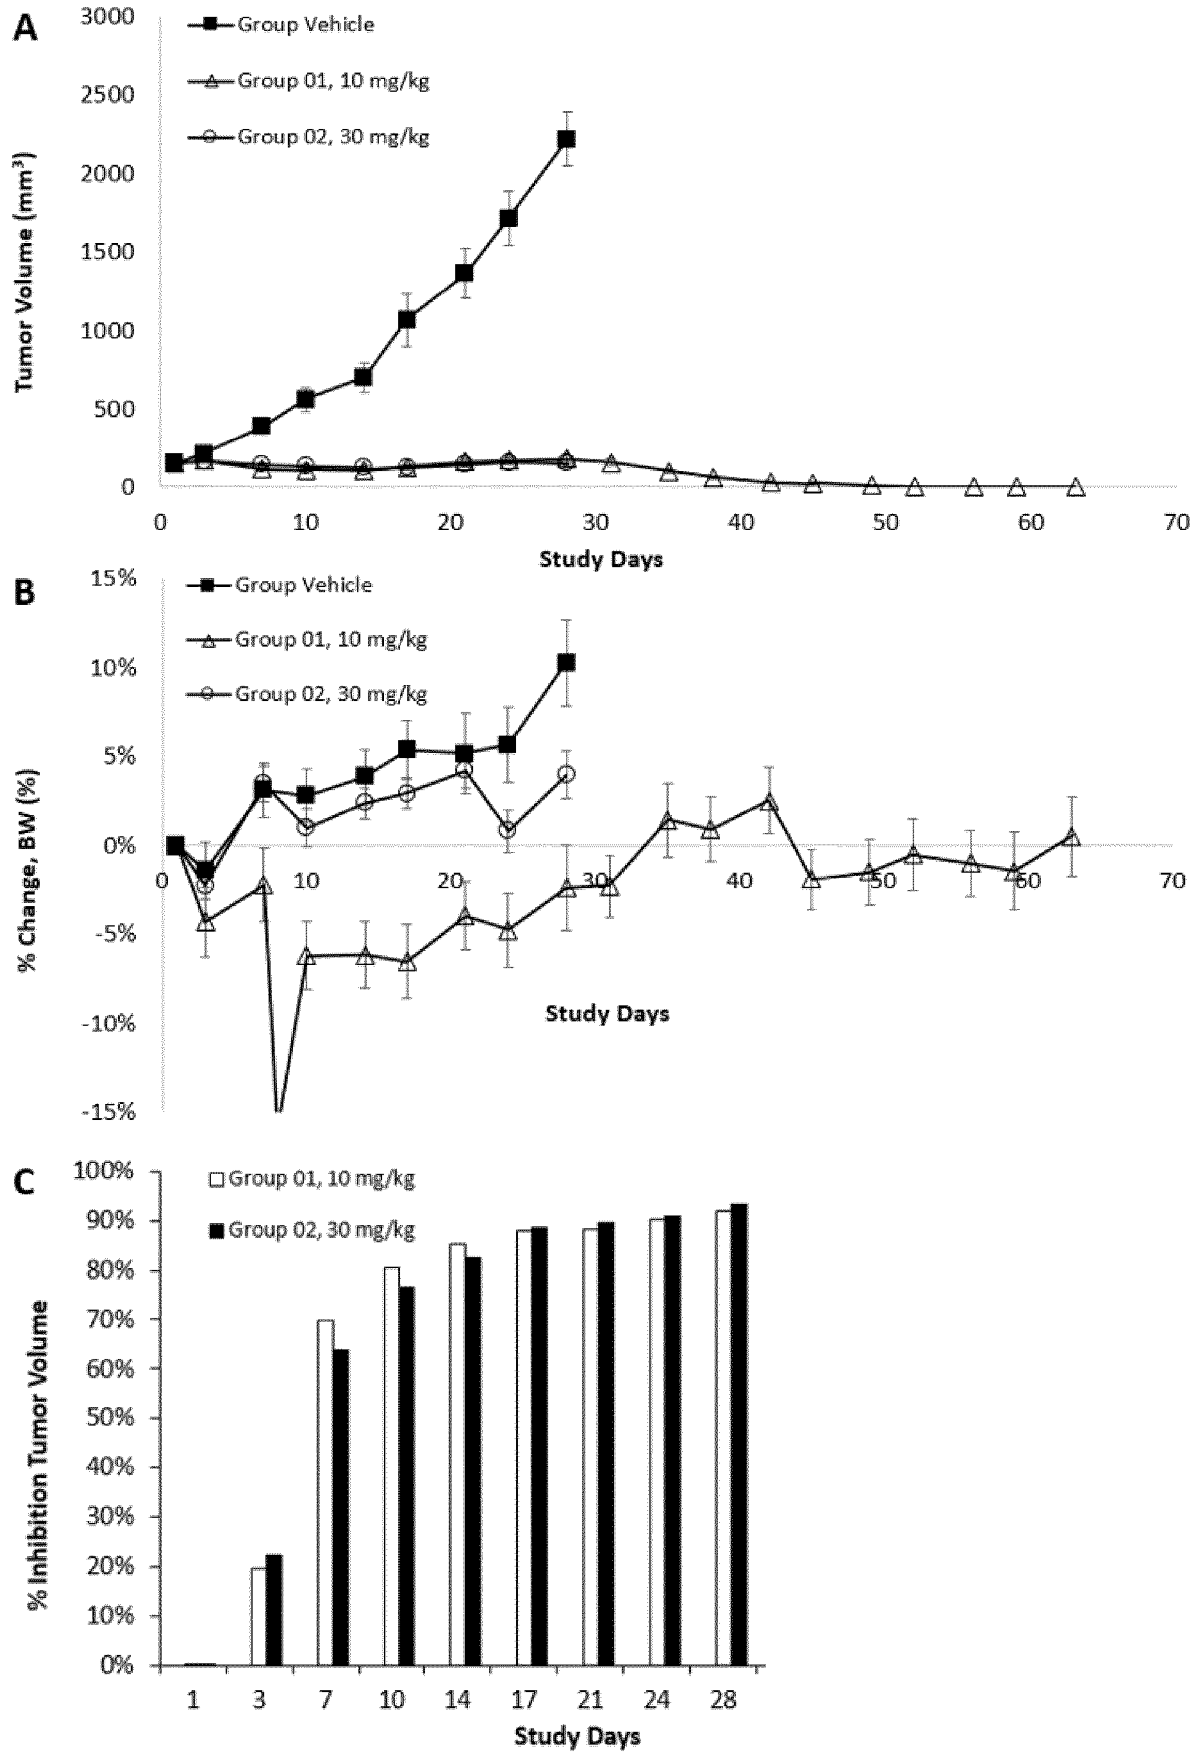 A
3000
2500
2000
1500
1000
500
0
Tumor Volume (mm³)
Group Vehicle
Group 01, 10 mg/kg
Group 02, 30 mg/kg
0 10 20 30 40 50 60 70
Study Days
B
15%
10%
5%
0%
-5%
-10%
-15%
% Change, BW (%)
Group Vehicle
Group 01, 10 mg/kg
Group 02, 30 mg/kg
0 10 20 30 40 50 60 70
Study Days
C
100%
90%
80%
70%
60%
50%
40%
30%
20%
10%
0%
% Inhibition Tumor Volume
Group 01, 10 mg/kg
Group 02, 30 mg/kg
1 3 7 10 14 17 21 24 28
Study Days